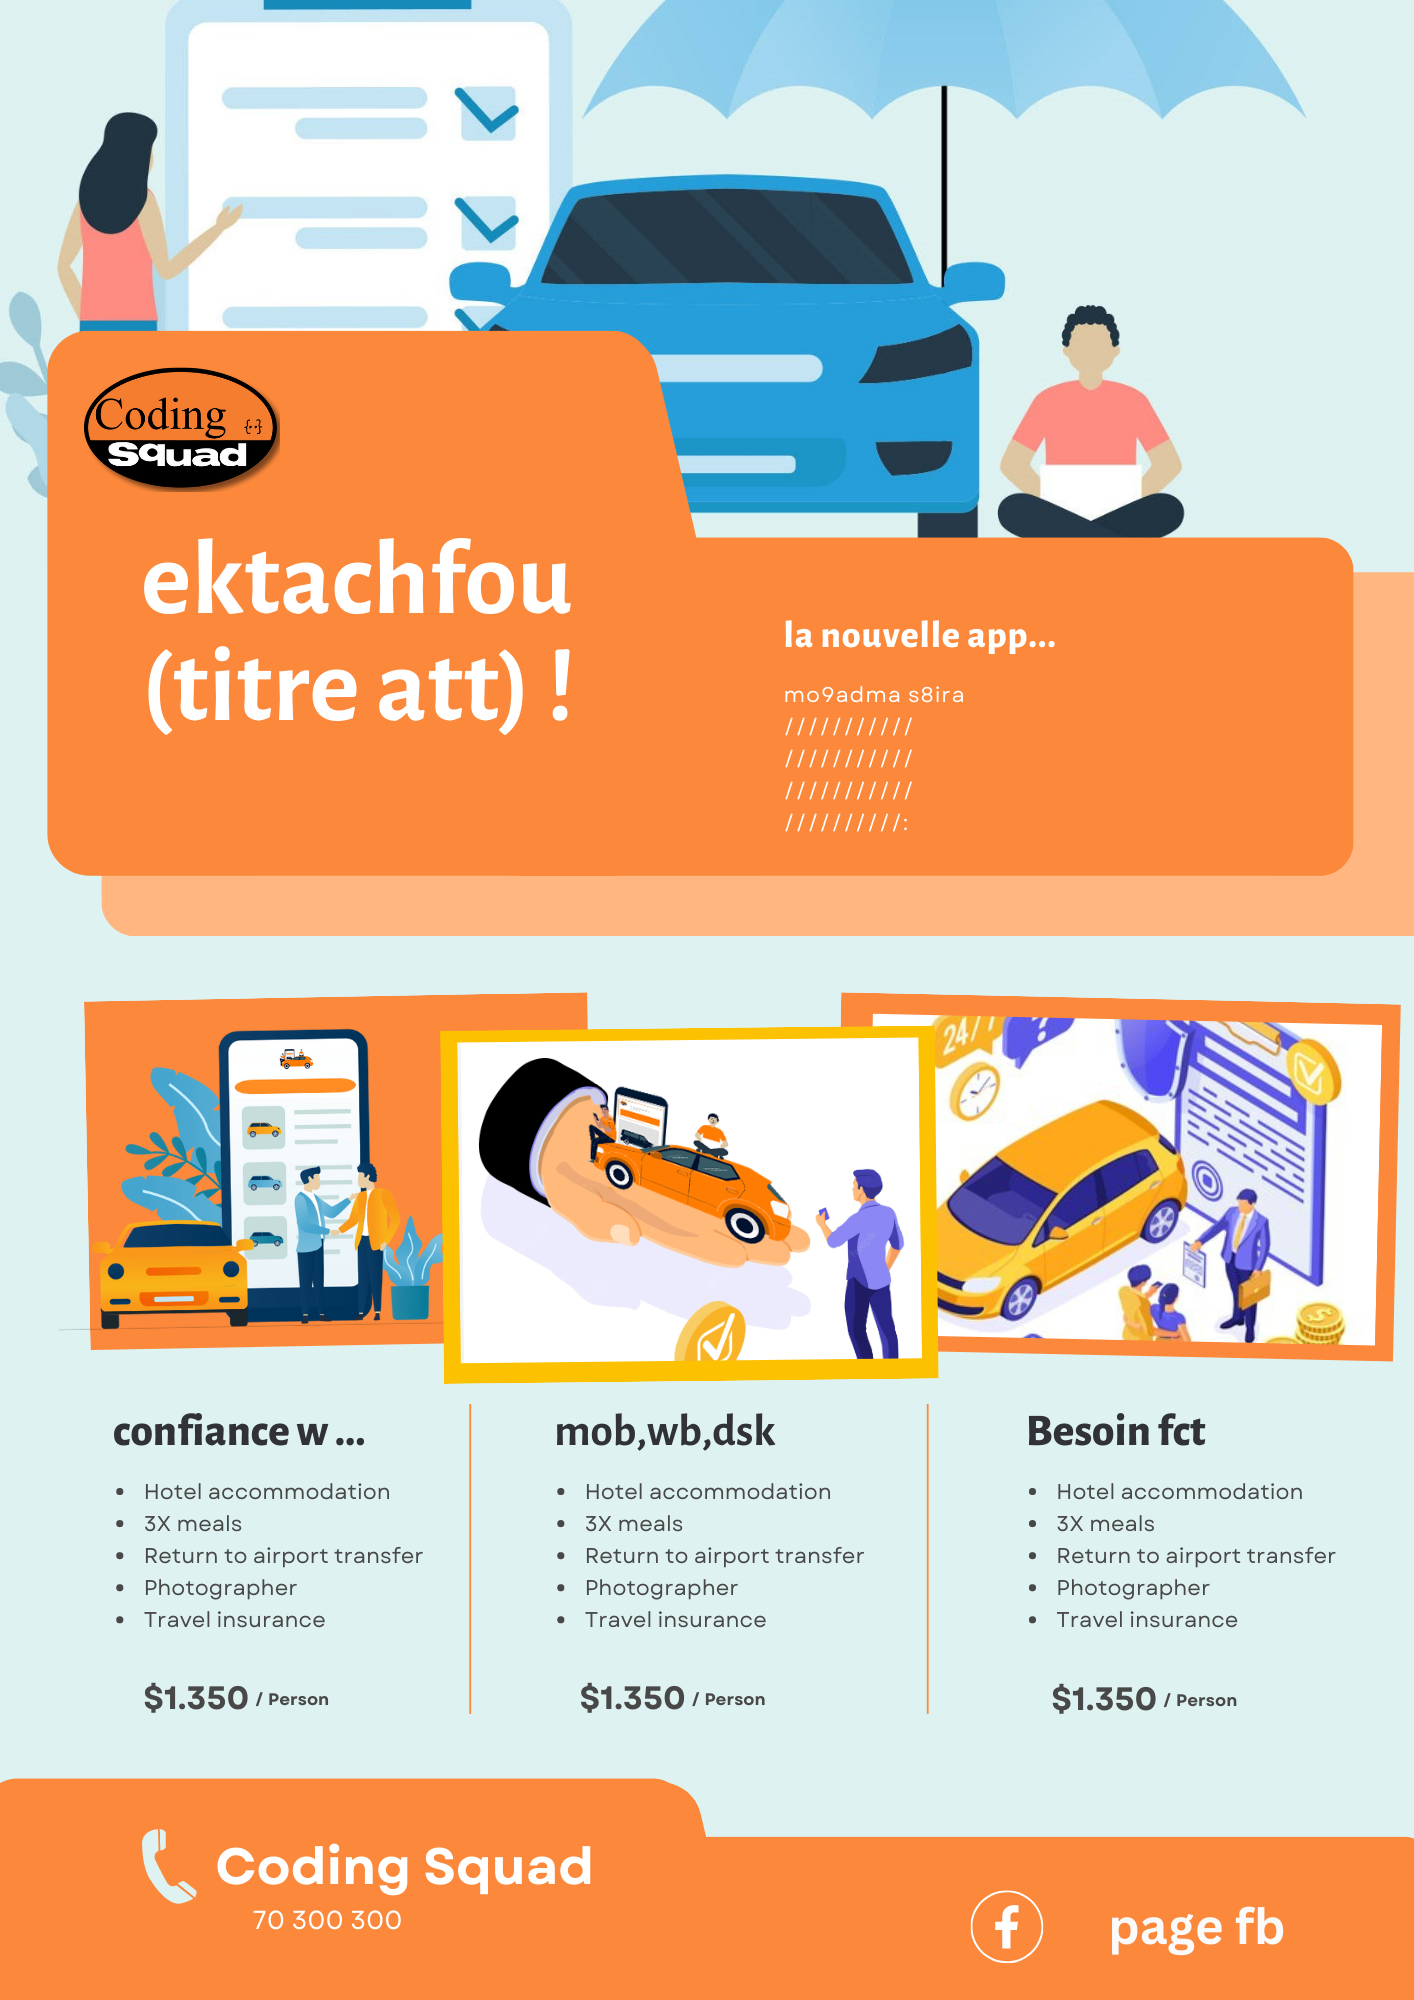 Coding {··}
Squad
ektachfou
(titre att) !
la nouvelle app...
mo9adma s8ira
///////////
///////////
///////////
//////////:
24/7
?
confiance w ...
Hotel accommodation
3X meals
Return to airport transfer
Photographer
Travel insurance
$1.350 / Person
mob,wb,dsk
Hotel accommodation
3X meals
Return to airport transfer
Photographer
Travel insurance
$1.350 / Person
Besoin fct
Hotel accommodation
3X meals
Return to airport transfer
Photographer
Travel insurance
$1.350 / Person
Coding Squad
70 300 300
page fb